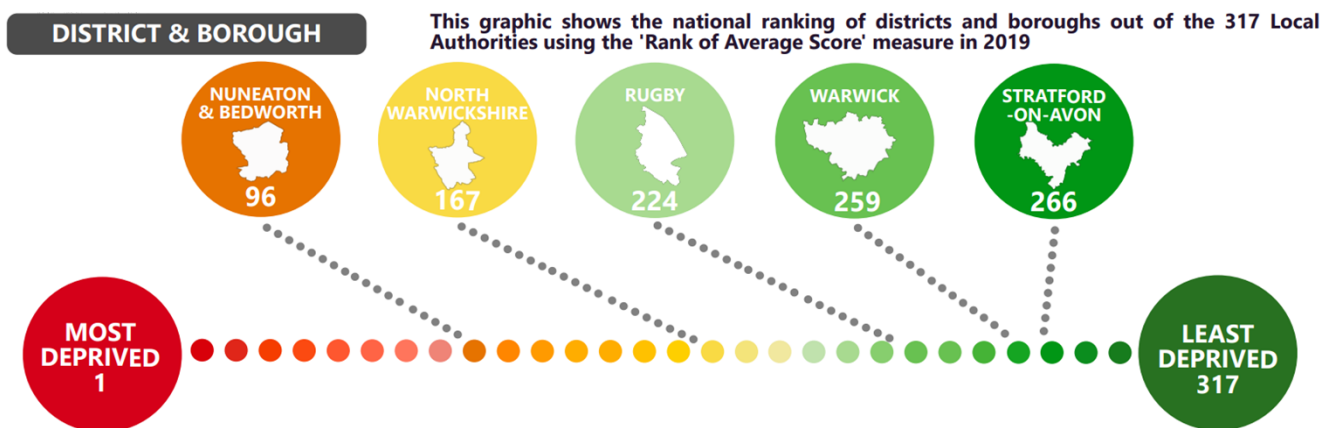 DISTRICT & BOROUGH
This graphic shows the national ranking of districts and boroughs out of the 317 Local
Authorities using the 'Rank of Average Score' measure in 2019
NUNEATON
& BEDWORTH
96
NORTH
WARWICKSHIRE
167
RUGBY
224
WARWICK
259
STRATFORD
-ON-AVON
266
MOST
DEPRIVED
1
LEAST
DEPRIVED
317